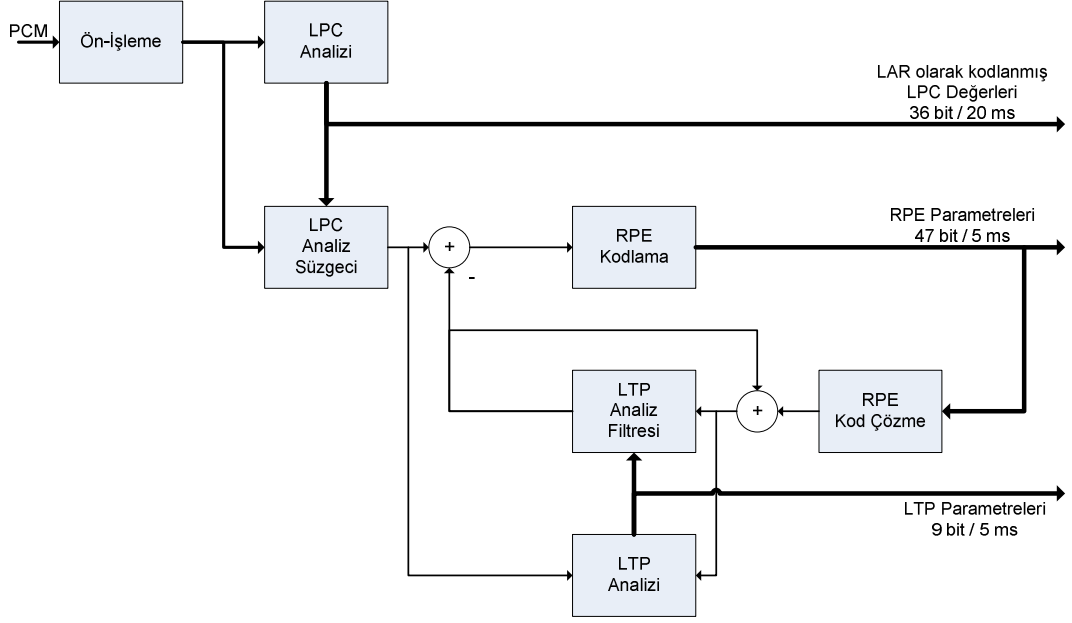 PCM
Ön-İşleme
LPC
Analizi
LAR olarak kodlanmış
LPC Değerleri
36 bit / 20 ms
LPC
Analiz
Süzgeci
+
-
RPE
Kodlama
RPE Parametreleri
47 bit / 5 ms
LTP
Analiz
Filtresi
+
RPE
Kod Çözme
LTP Parametreleri
9 bit / 5 ms
LTP
Analizi